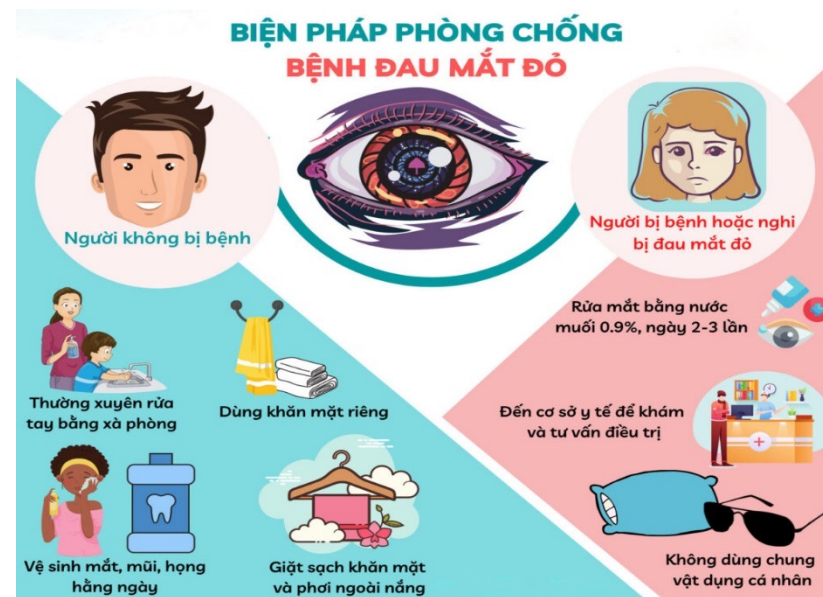 BIỆN PHÁP PHÒNG CHỐNG
BỆNH ĐAU MẮT ĐỎ
Người không bị bệnh
Thường xuyên rửa
tay bằng xà phòng
Dùng khăn mặt riêng
Vệ sinh mắt, mũi, họng
hằng ngày
Giặt sạch khăn mặt
và phơi ngoài nắng
Người bị bệnh hoặc nghi
bị đau mắt đỏ
Rửa mắt bằng nước
muối 0.9%, ngày 2-3 lần
Đến cơ sở y tế để khám
và tư vấn điều trị
Không dùng chung
vật dụng cá nhân